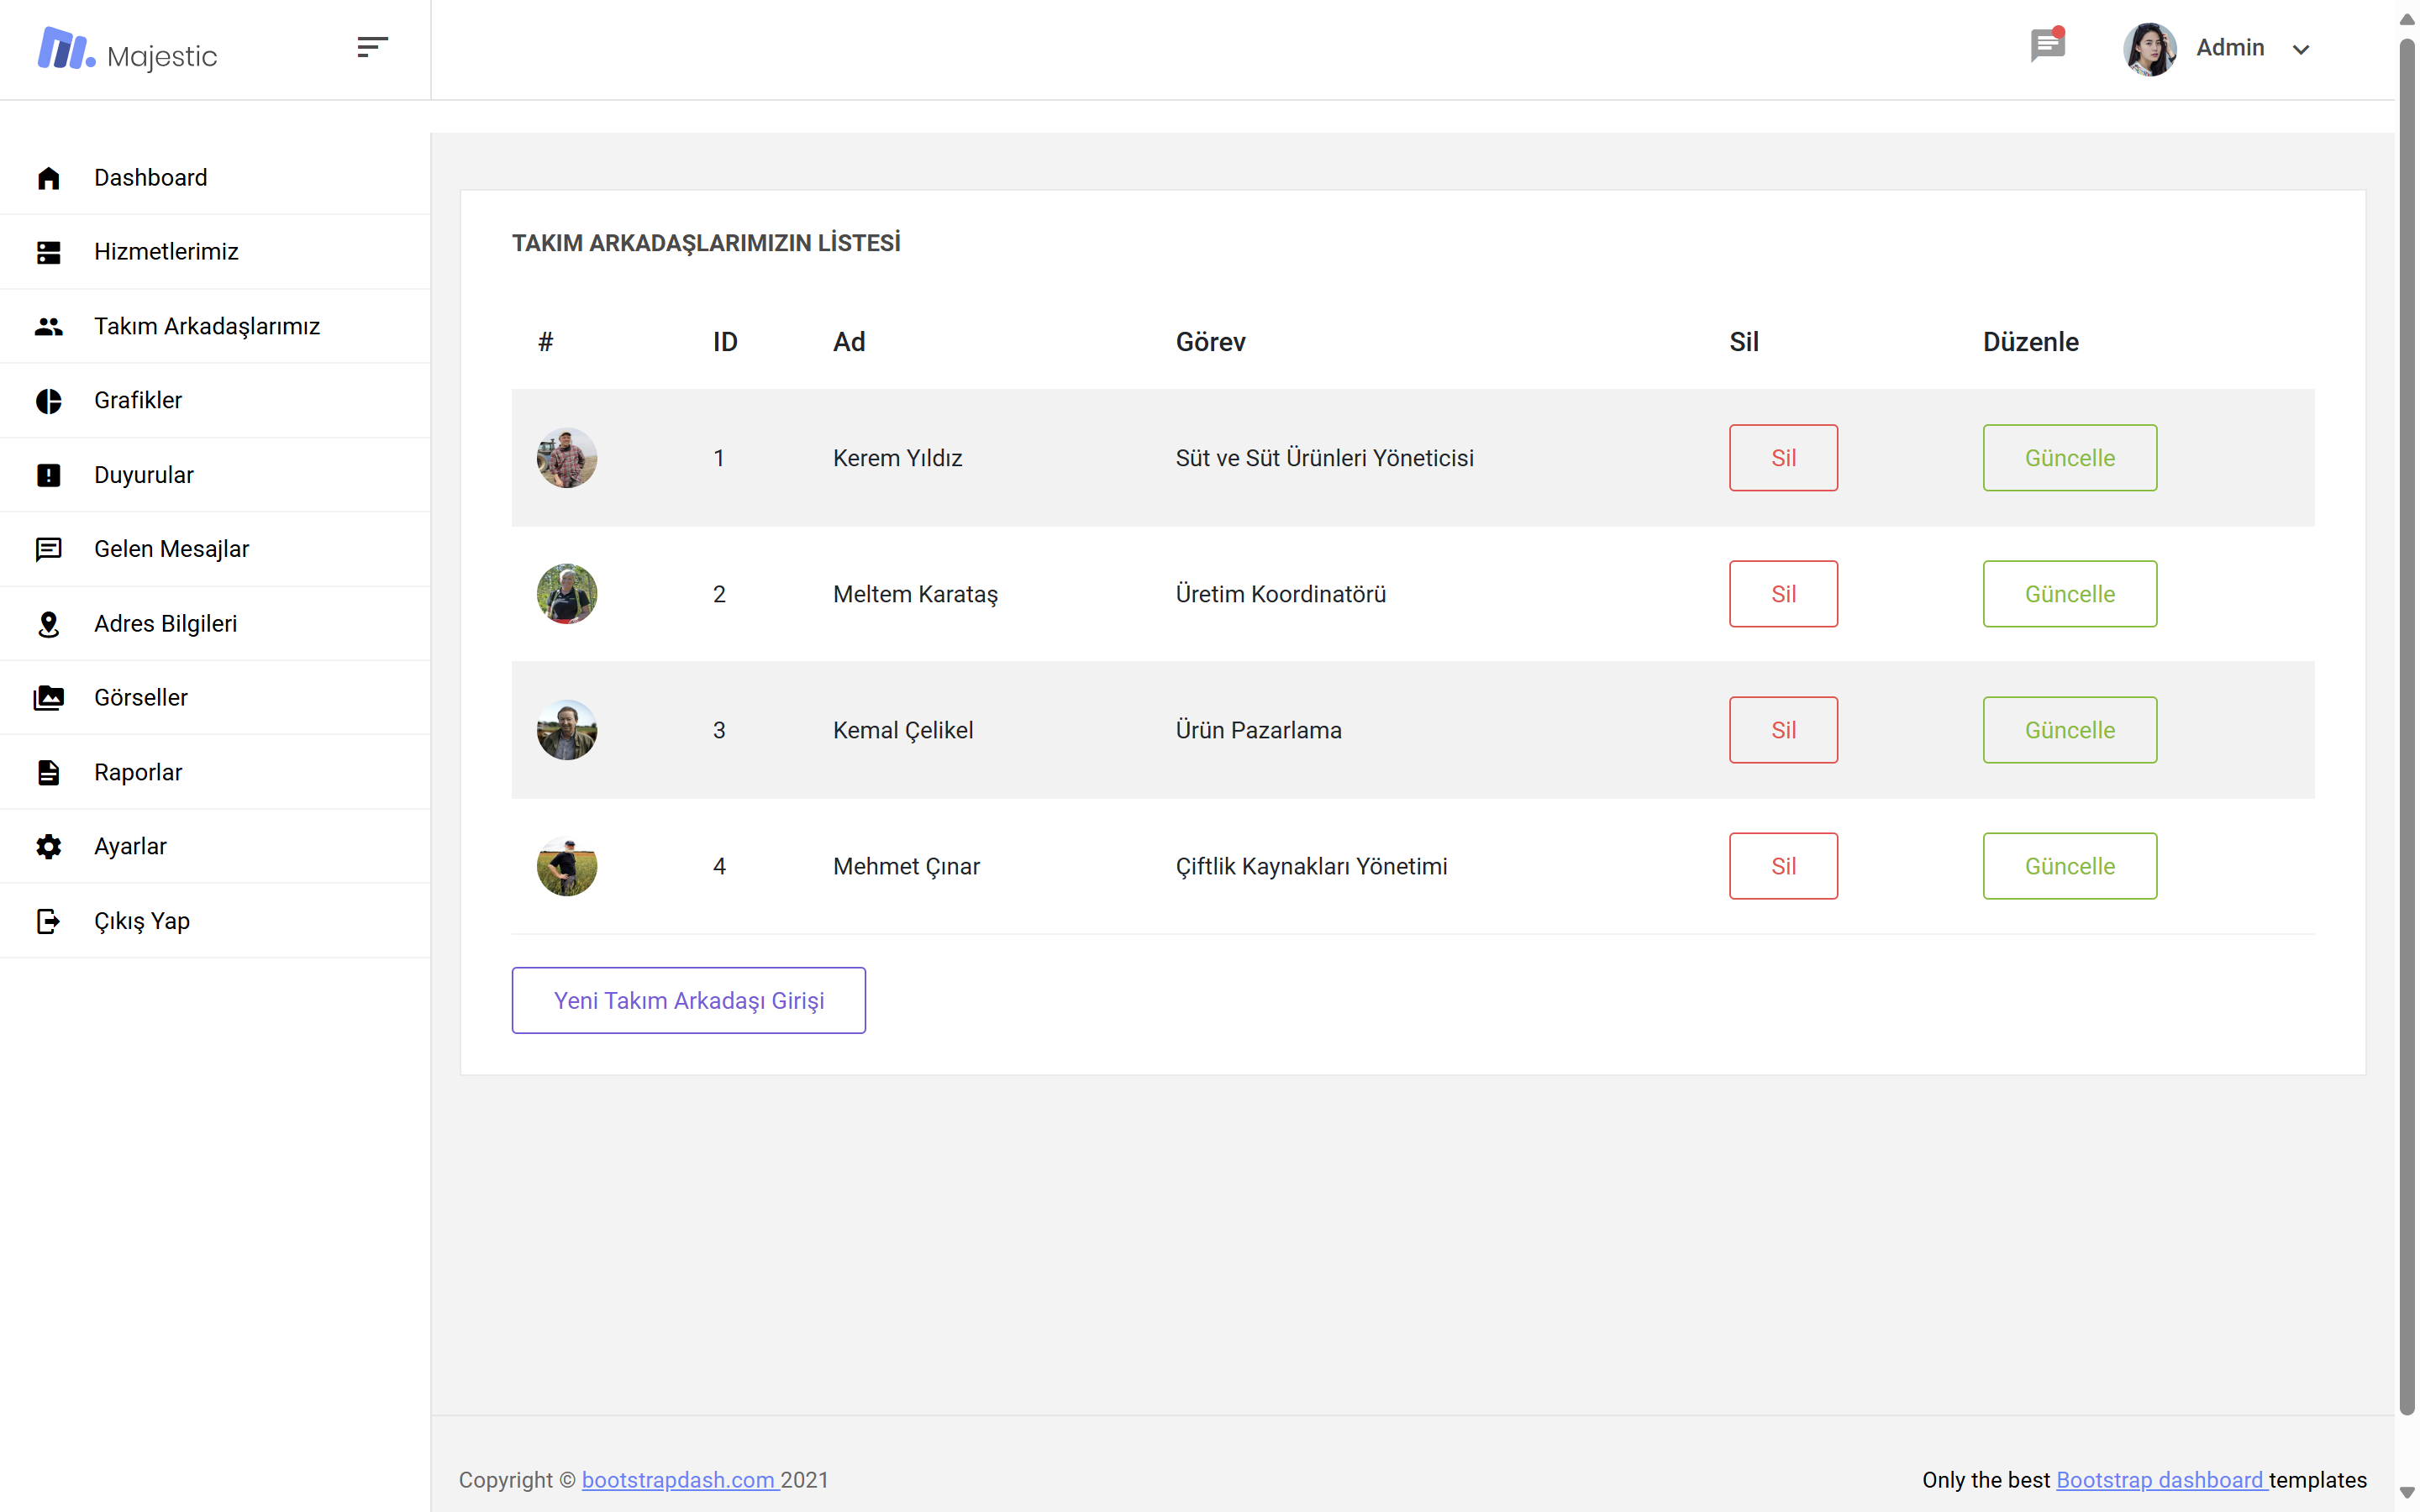 Majestic
Admin
Dashboard
Hizmetlerimiz
Takım Arkadaşlarımız
Grafikler
Duyurular
Gelen Mesajlar
Adres Bilgileri
Görseller
Raporlar
Ayarlar
Çıkış Yap
TAKIM ARKADAŞLARIMIZIN LİSTESİ
# ID Ad Görev Sil Düzenle
1 Kerem Yıldız Süt ve Süt Ürünleri Yöneticisi Sil Güncelle
2 Meltem Karataş Üretim Koordinatörü Sil Güncelle
3 Kemal Çelikel Ürün Pazarlama Sil Güncelle
4 Mehmet Çınar Çiftlik Kaynakları Yönetimi Sil Güncelle
Yeni Takım Arkadaşı Girişi
Copyright © bootstrapdash.com 2021
Only the best Bootstrap dashboard templates